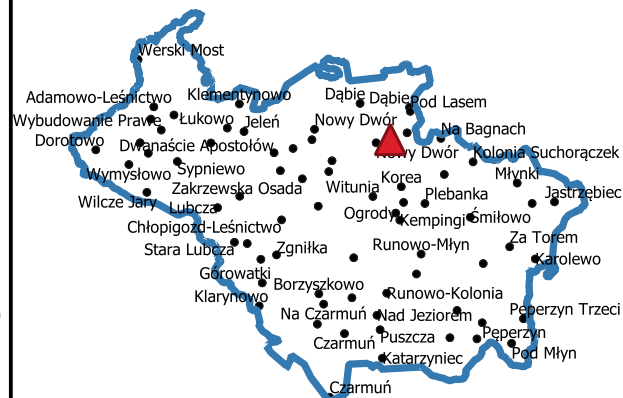 Werski Most
Adamowo-Leśnictwo
Klementynowo
Dąbie
Dąbie
Pod Lasem
Wybudowanie Prawe
Łukowo
Jeleń
Nowy Dwór
Na Bagnach
Dorotowo
Dwanaście Apostołów
Nowy Dwór
Kolonia Suchorączek
Wymysłowo
Sypniewo
Korea
Młynki
Zakrzewska Osada
Witunia
Plebanka
Jastrzębiec
Wilcze Jary
Lubcza
Ogrody
Kempingi
Śmiłowo
Chłopigożdż-Leśnictwo
Stara Lubcza
Zgniłka
Runowo-Młyn
Za Torem
Karolewo
Górowatki
Borzyszkowo
Klarynowo
Runowo-Kolonia
Na Czarmuń
Nad Jeziorem
Peperzyn Trzeci
Czarmuń
Puszcza
Peperzyn
Katarzyniec
Pod Młyn
Czarmuń